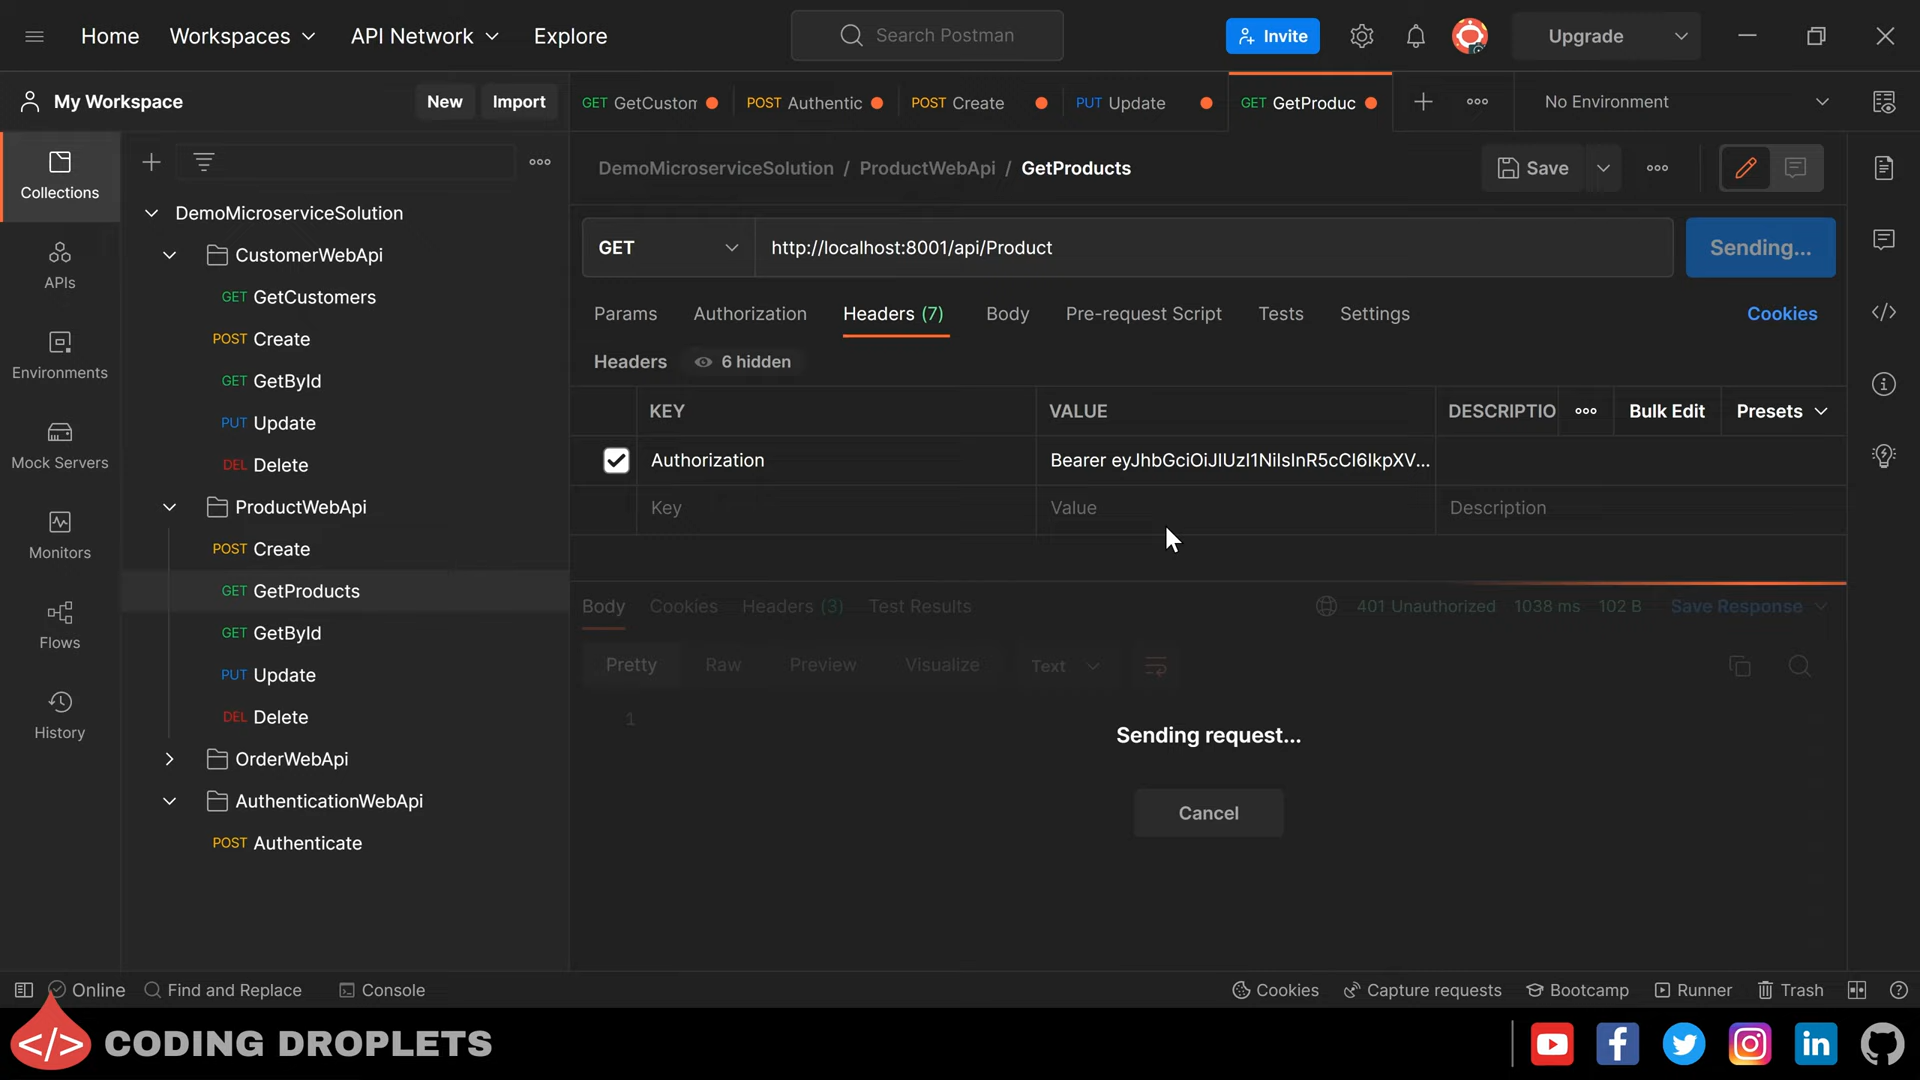 Home Workspaces API Network Explore Search Postman Invite Upgrade
My Workspace New Import GET GetCustom POST Authentic POST Create PUT Update GET GetProduc No Environment
Collections
APIs
Environments
Mock Servers
Monitors
Flows
History
DemoMicroserviceSolution
CustomerWebApi
GET GetCustomers
POST Create
GET GetById
PUT Update
DEL Delete
ProductWebApi
POST Create
GET GetProducts
GET GetById
PUT Update
DEL Delete
OrderWebApi
AuthenticationWebApi
POST Authenticate
DemoMicroserviceSolution / ProductWebApi / GetProducts Save
GET http://localhost:8001/api/Product Sending...
Params Authorization Headers (7) Body Pre-request Script Tests Settings Cookies
Headers 6 hidden
KEY VALUE DESCRIPTIO Bulk Edit Presets
Authorization Bearer eyJhbGciOiJIUzI1NiIsInR5cCI6IkpXV...
Key Value Description
Body Cookies Headers (3) Test Results 401 Unauthorized 1038 ms 102 B Save Response
Pretty Raw Preview Visualize Text
1
Sending request...
Cancel
Online Find and Replace Console Cookies Capture requests Bootcamp Runner Trash
</> CODING DROPLETS